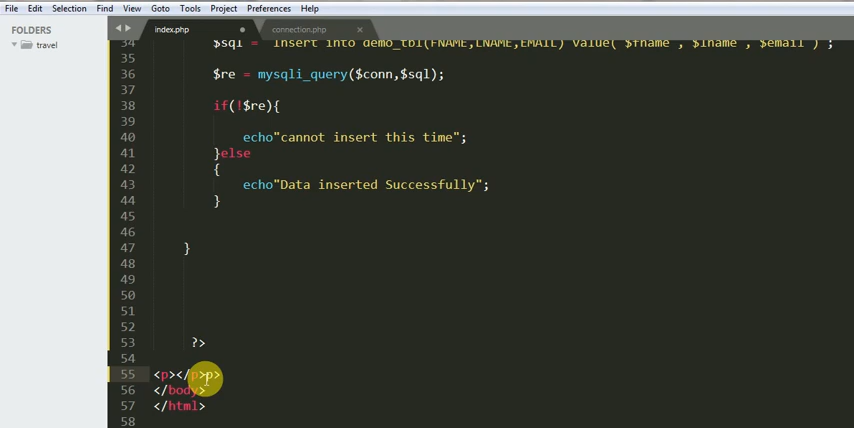 File Edit Selection Find View Goto Tools Project Preferences Help
FOLDERS
travel
index.php
connection.php
34 $sql = "Insert into demo_tbl(FNAME,LNAME,EMAIL) value('$fname','$lname','$email')";
35
36 $re = mysqli_query($conn,$sql);
37
38 if(!$re){
39
40 echo"cannot insert this time";
41 }else
42 {
43 echo"Data inserted Successfully";
44 }
45
46
47 }
48
49
50
51
52
53 ?>
54
55 <p></p>p>
56 </body>
57 </html>
58